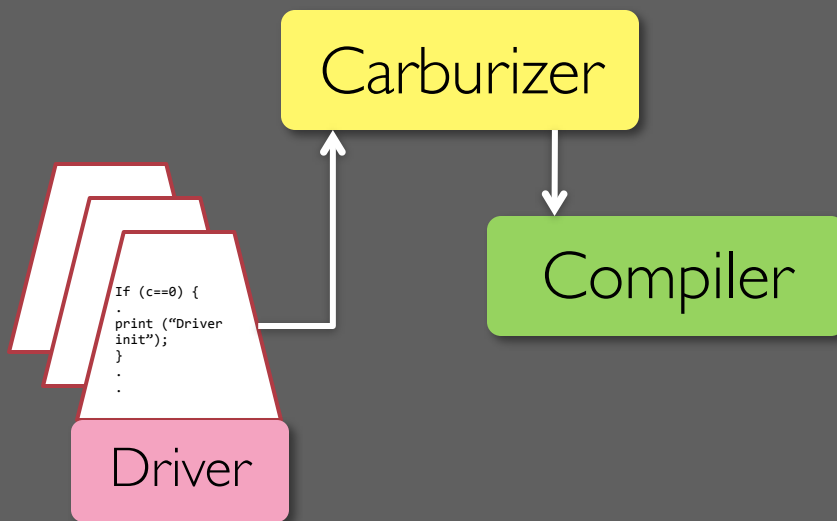 Carburizer
Compiler
If (c==0) {
.
print (“Driver
init”);
}
.
.
Driver